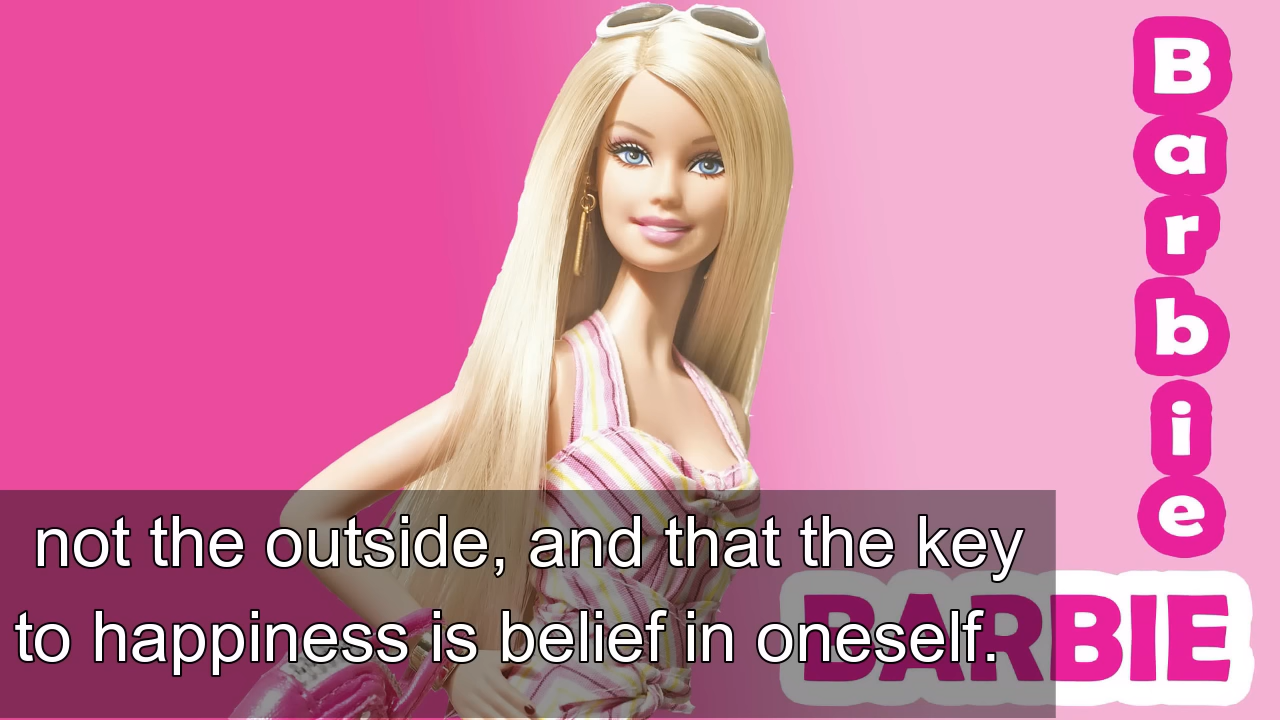 Barbie
not the outside, and that the key
to happiness is belief in oneself.
BARBIE